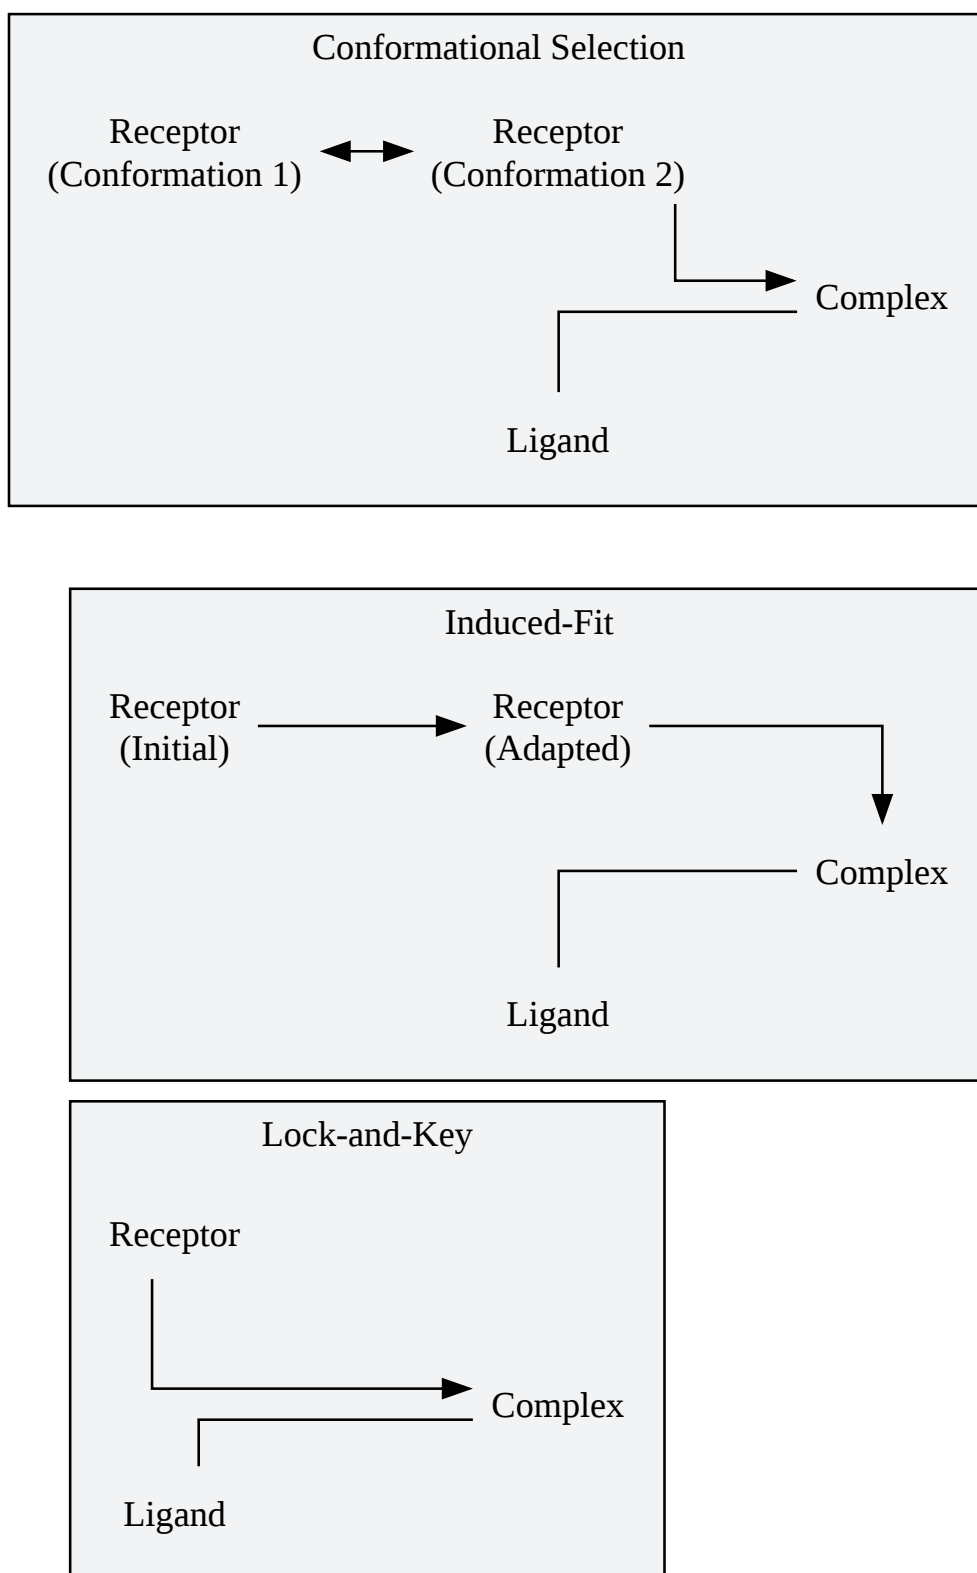 Conformational Selection
Receptor
(Conformation 1)
Receptor
(Conformation 2)
Complex
Ligand
Induced-Fit
Receptor
(Initial)
Receptor
(Adapted)
Complex
Ligand
Lock-and-Key
Receptor
Complex
Ligand